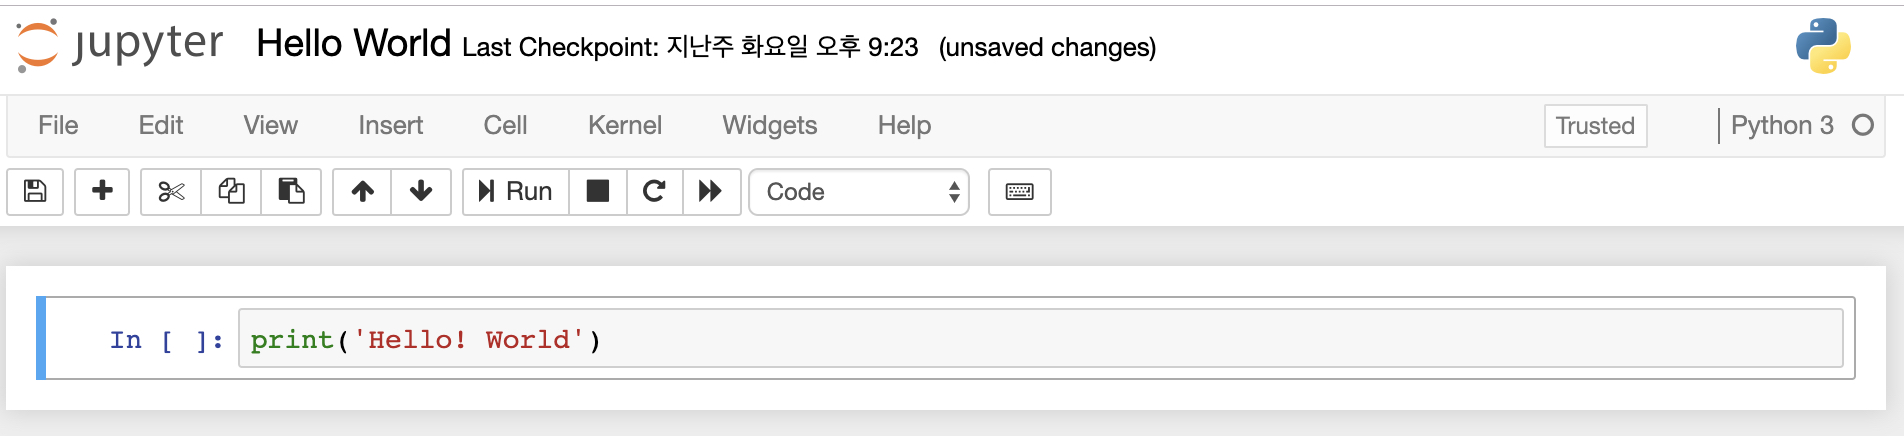 jupyter Hello World Last Checkpoint: 지난주 화요일 오후 9:23 (unsaved changes)
File Edit View Insert Cell Kernel Widgets Help Trusted Python 3
Run Code
In [ ]: print('Hello! World')